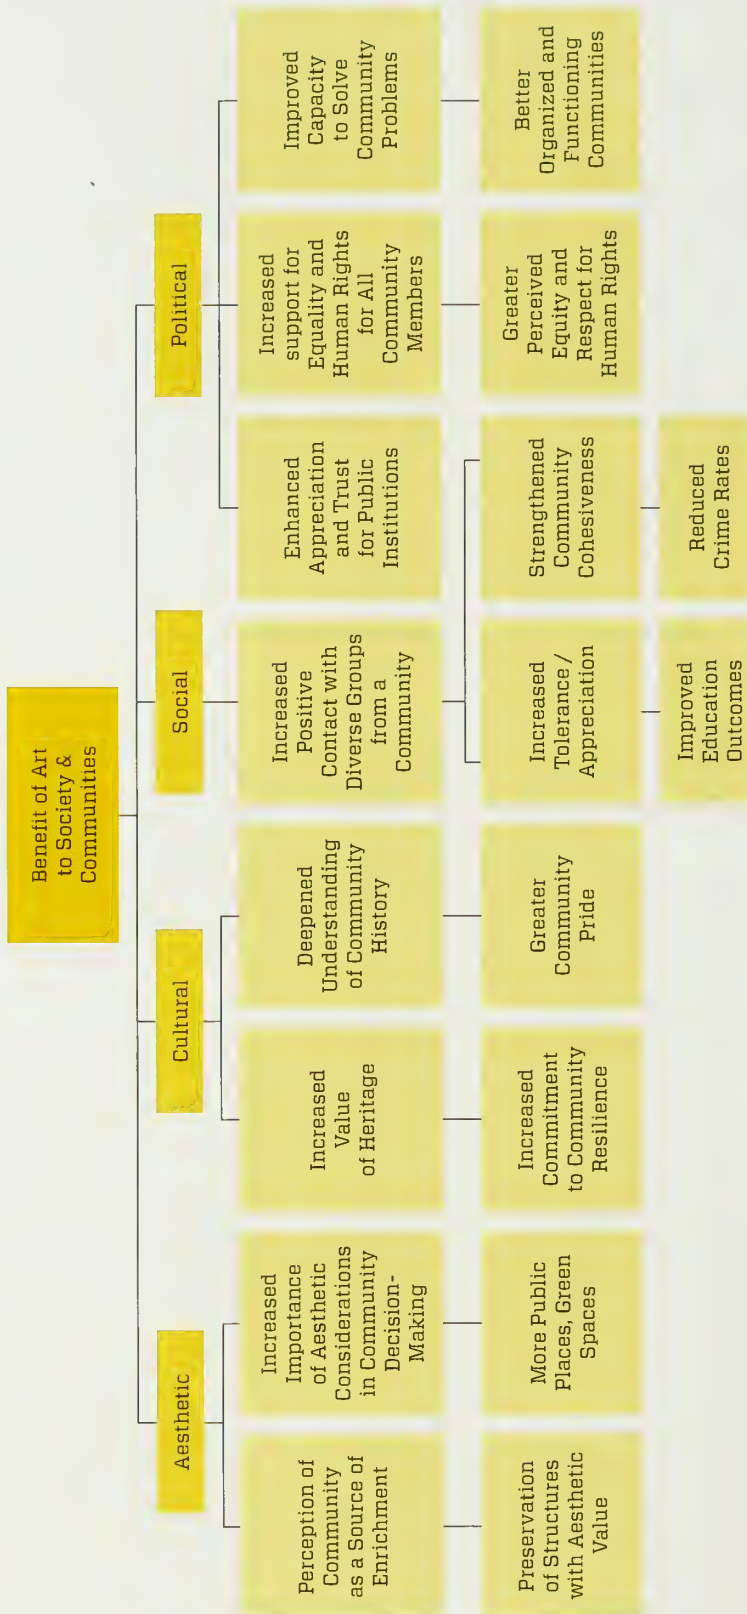 Benefit of Art
to Society &
Communities
Aesthetic
Cultural
Social
Political
Perception of
Community
as a Source of
Enrichment
Increased
Importance
of Aesthetic
Considerations
in Community
Decision-
Making
Increased
Value
of Heritage
Deepened
Understanding
of Community
History
Increased
Positive
Contact with
Diverse Groups
from a
Community
Enhanced
Appreciation
and Trust
for Public
Institutions
Increased
support for
Equality and
Human Rights
for All
Community
Members
Improved
Capacity
to Solve
Community
Problems
Preservation
of Structures
with Aesthetic
Value
More Public
Places, Green
Spaces
Increased
Commitment
to Community
Resilience
Greater
Community
Pride
Increased
Tolerance/
Appreciation
Strengthened
Community
Cohesiveness
Greater
Perceived
Equity and
Respect for
Human Rights
Better
Organized and
Functioning
Communities
Improved
Education
Outcomes
Reduced
Crime Rates